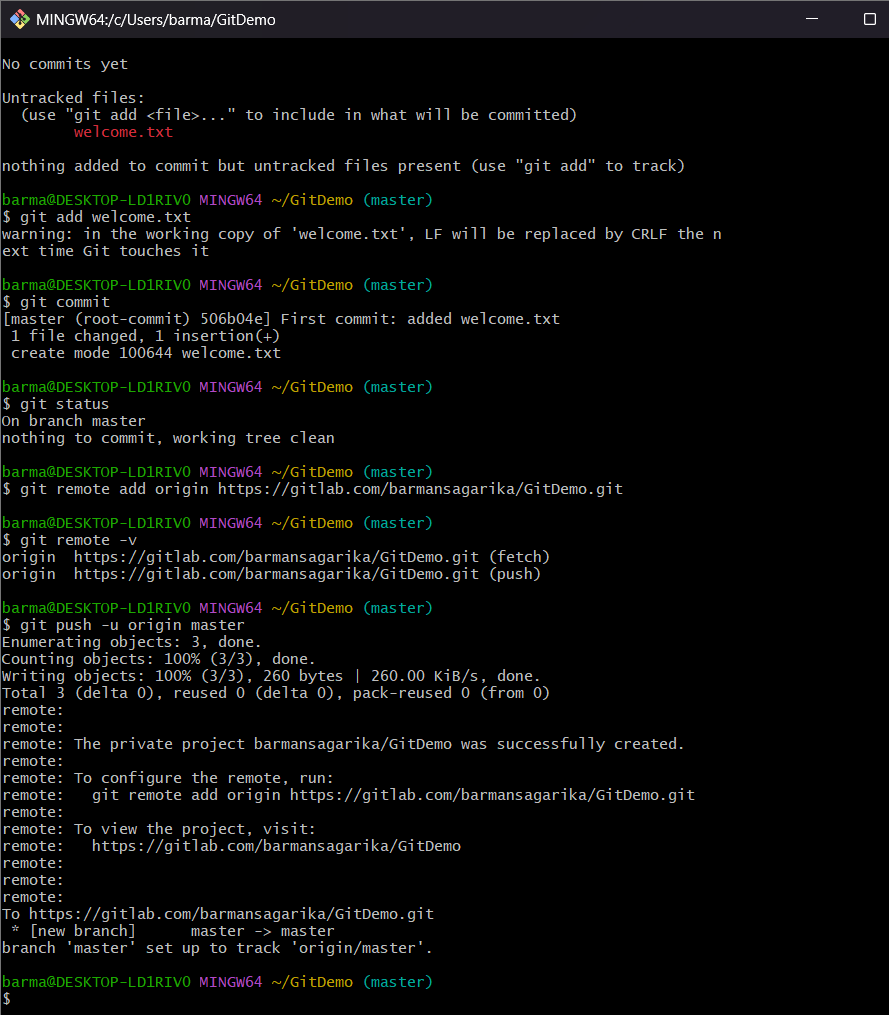 MINGW64:/c/Users/barma/GitDemo
No commits yet
Untracked files:
  (use "git add <file>..." to include in what will be committed)
        welcome.txt
nothing added to commit but untracked files present (use "git add" to track)
barma@DESKTOP-LD1RIVO MINGW64 ~/GitDemo (master)
$ git add welcome.txt
warning: in the working copy of 'welcome.txt', LF will be replaced by CRLF the n
ext time Git touches it
barma@DESKTOP-LD1RIVO MINGW64 ~/GitDemo (master)
$ git commit
[master (root-commit) 506b04e] First commit: added welcome.txt
 1 file changed, 1 insertion(+)
 create mode 100644 welcome.txt
barma@DESKTOP-LD1RIVO MINGW64 ~/GitDemo (master)
$ git status
On branch master
nothing to commit, working tree clean
barma@DESKTOP-LD1RIVO MINGW64 ~/GitDemo (master)
$ git remote add origin https://gitlab.com/barmansagarika/GitDemo.git
barma@DESKTOP-LD1RIVO MINGW64 ~/GitDemo (master)
$ git remote -v
origin  https://gitlab.com/barmansagarika/GitDemo.git (fetch)
origin  https://gitlab.com/barmansagarika/GitDemo.git (push)
barma@DESKTOP-LD1RIVO MINGW64 ~/GitDemo (master)
$ git push -u origin master
Enumerating objects: 3, done.
Counting objects: 100% (3/3), done.
Writing objects: 100% (3/3), 260 bytes | 260.00 KiB/s, done.
Total 3 (delta 0), reused 0 (delta 0), pack-reused 0 (from 0)
remote:
remote:
remote: The private project barmansagarika/GitDemo was successfully created.
remote:
remote: To configure the remote, run:
remote:   git remote add origin https://gitlab.com/barmansagarika/GitDemo.git
remote:
remote: To view the project, visit:
remote:   https://gitlab.com/barmansagarika/GitDemo
remote:
remote:
remote:
To https://gitlab.com/barmansagarika/GitDemo.git
 * [new branch]      master -> master
branch 'master' set up to track 'origin/master'.
barma@DESKTOP-LD1RIVO MINGW64 ~/GitDemo (master)
$